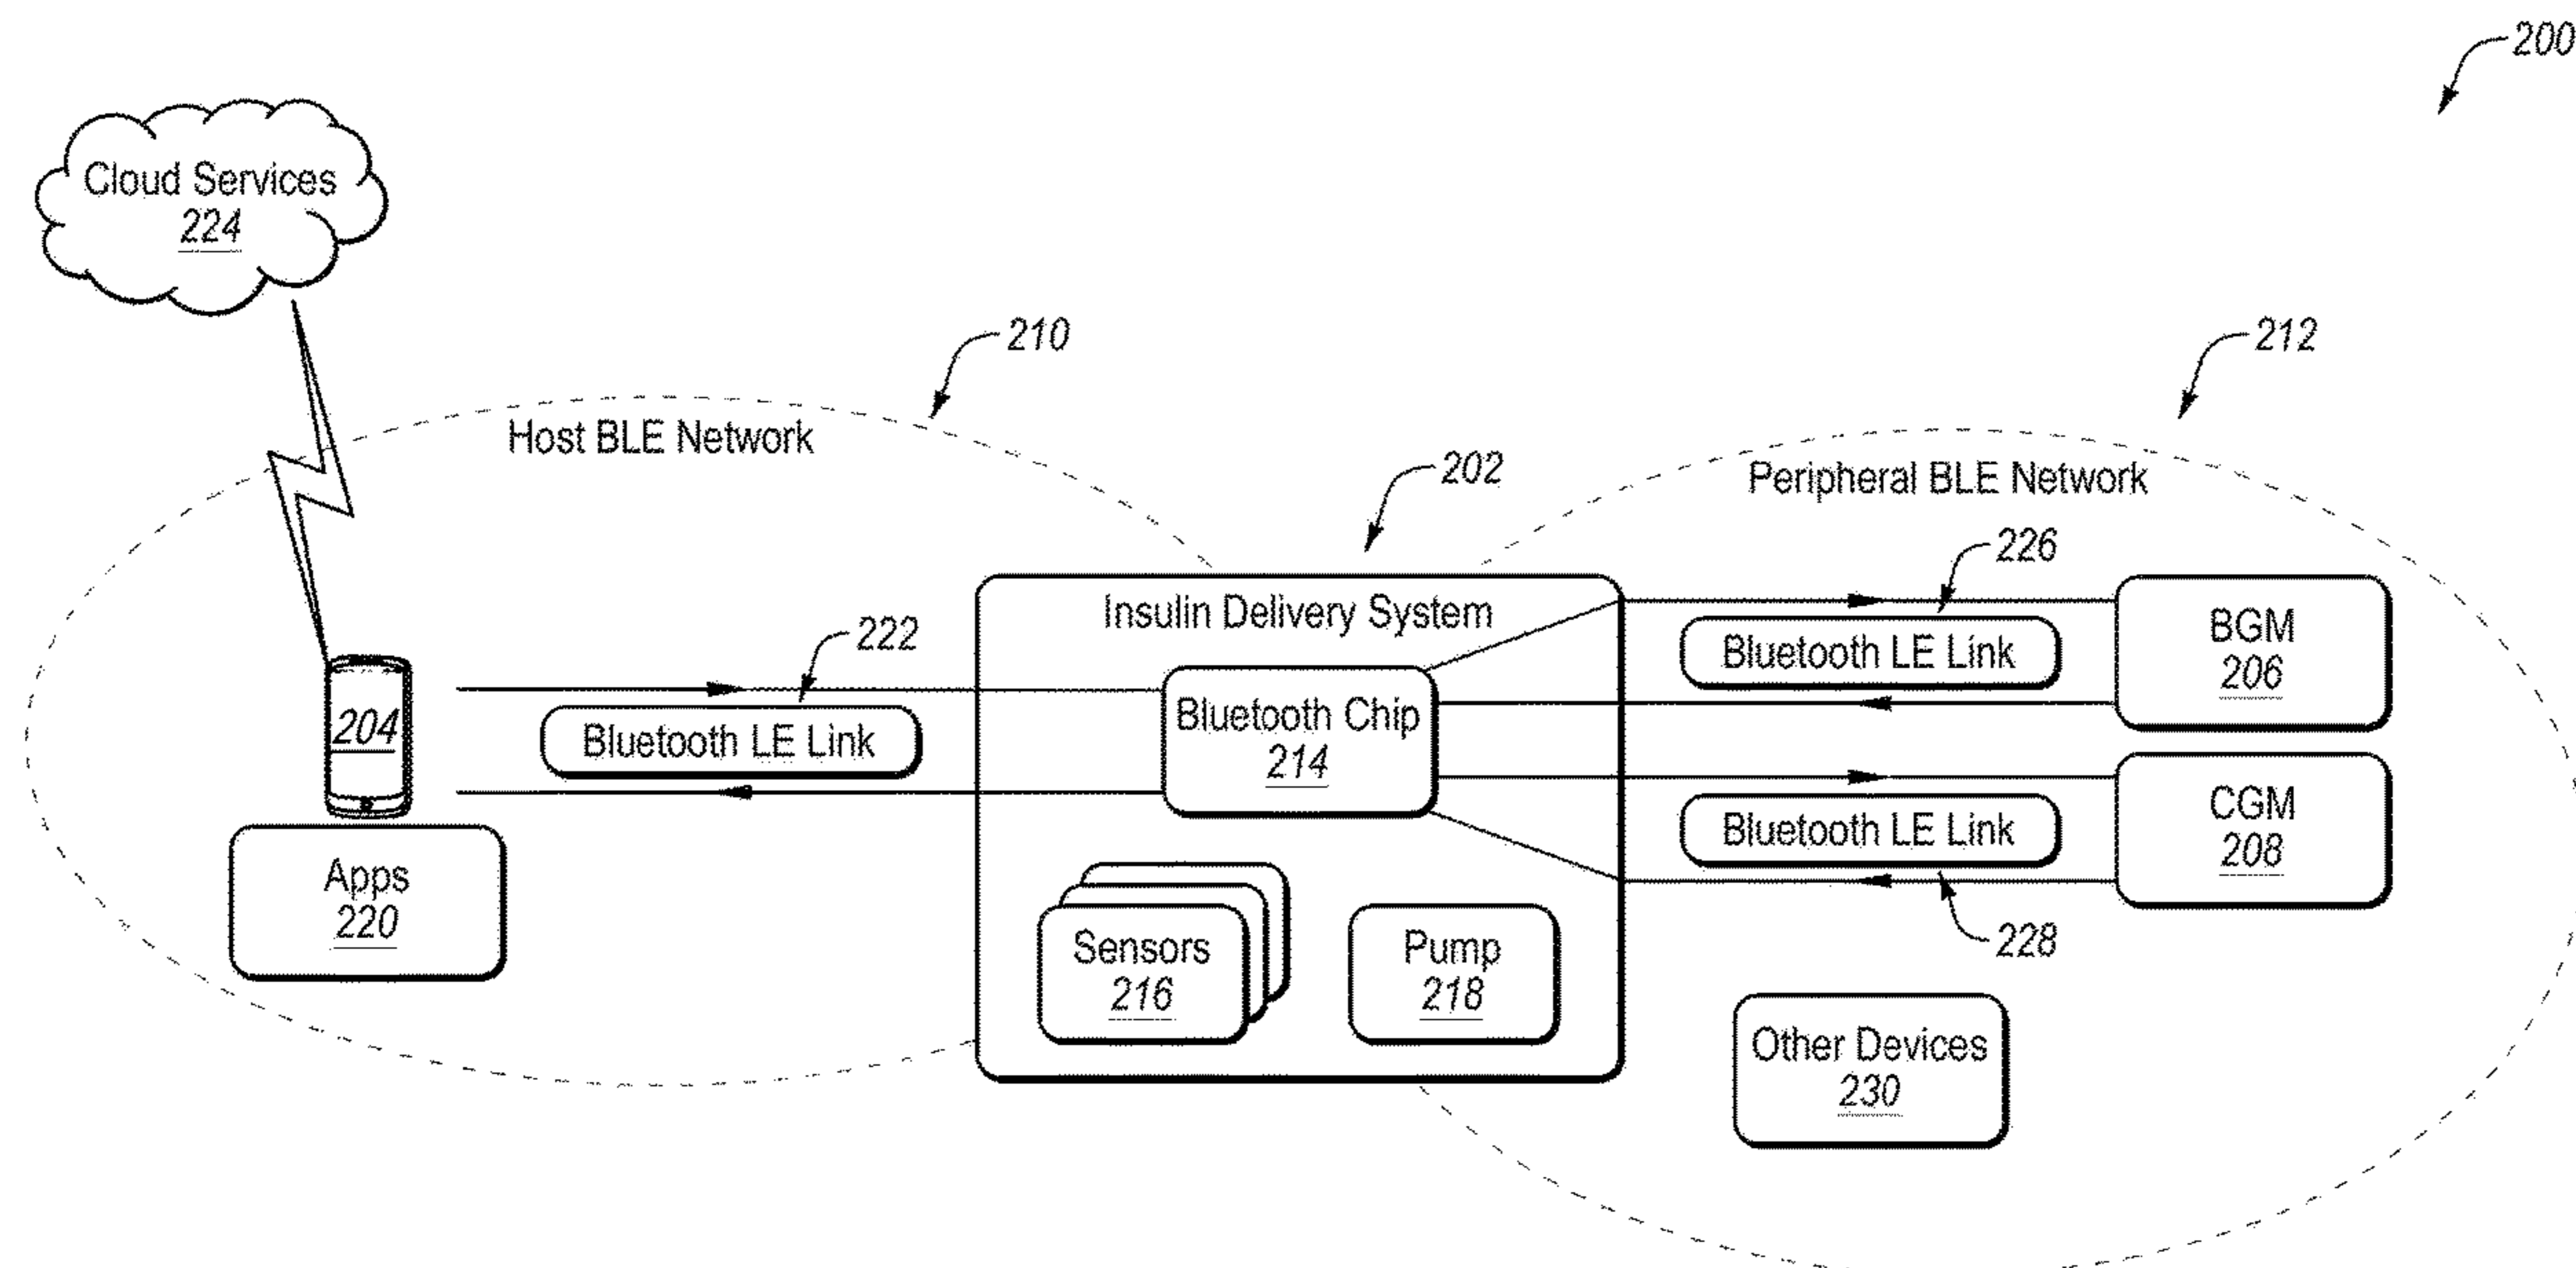 200
Cloud Services
224
210
Host BLE Network
212
Peripheral BLE Network
202
Insulin Delivery System
226
Bluetooth LE Link
BGM
206
222
204
Bluetooth LE Link
Bluetooth Chip
214
Bluetooth LE Link
CGM
208
228
Apps
220
Sensors
216
Pump
218
Other Devices
230